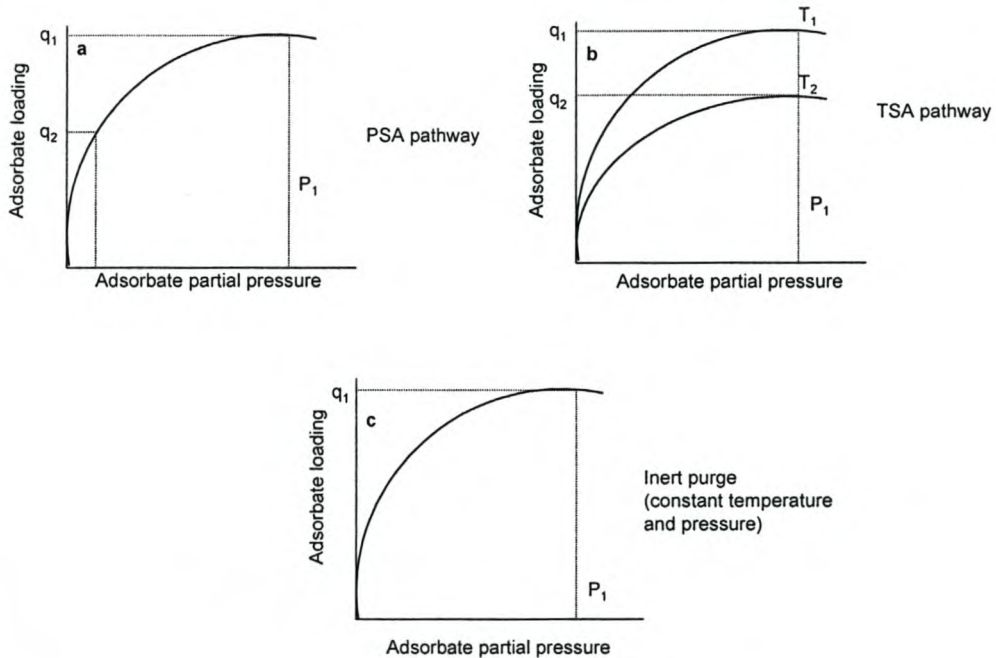 q1
a
q2
Adsorbate loading
P1
Adsorbate partial pressure
PSA pathway
T1
q1
b
T2
q2
Adsorbate loading
P1
Adsorbate partial pressure
TSA pathway
q1
c
Adsorbate loading
P1
Adsorbate partial pressure
Inert purge
(constant temperature
and pressure)